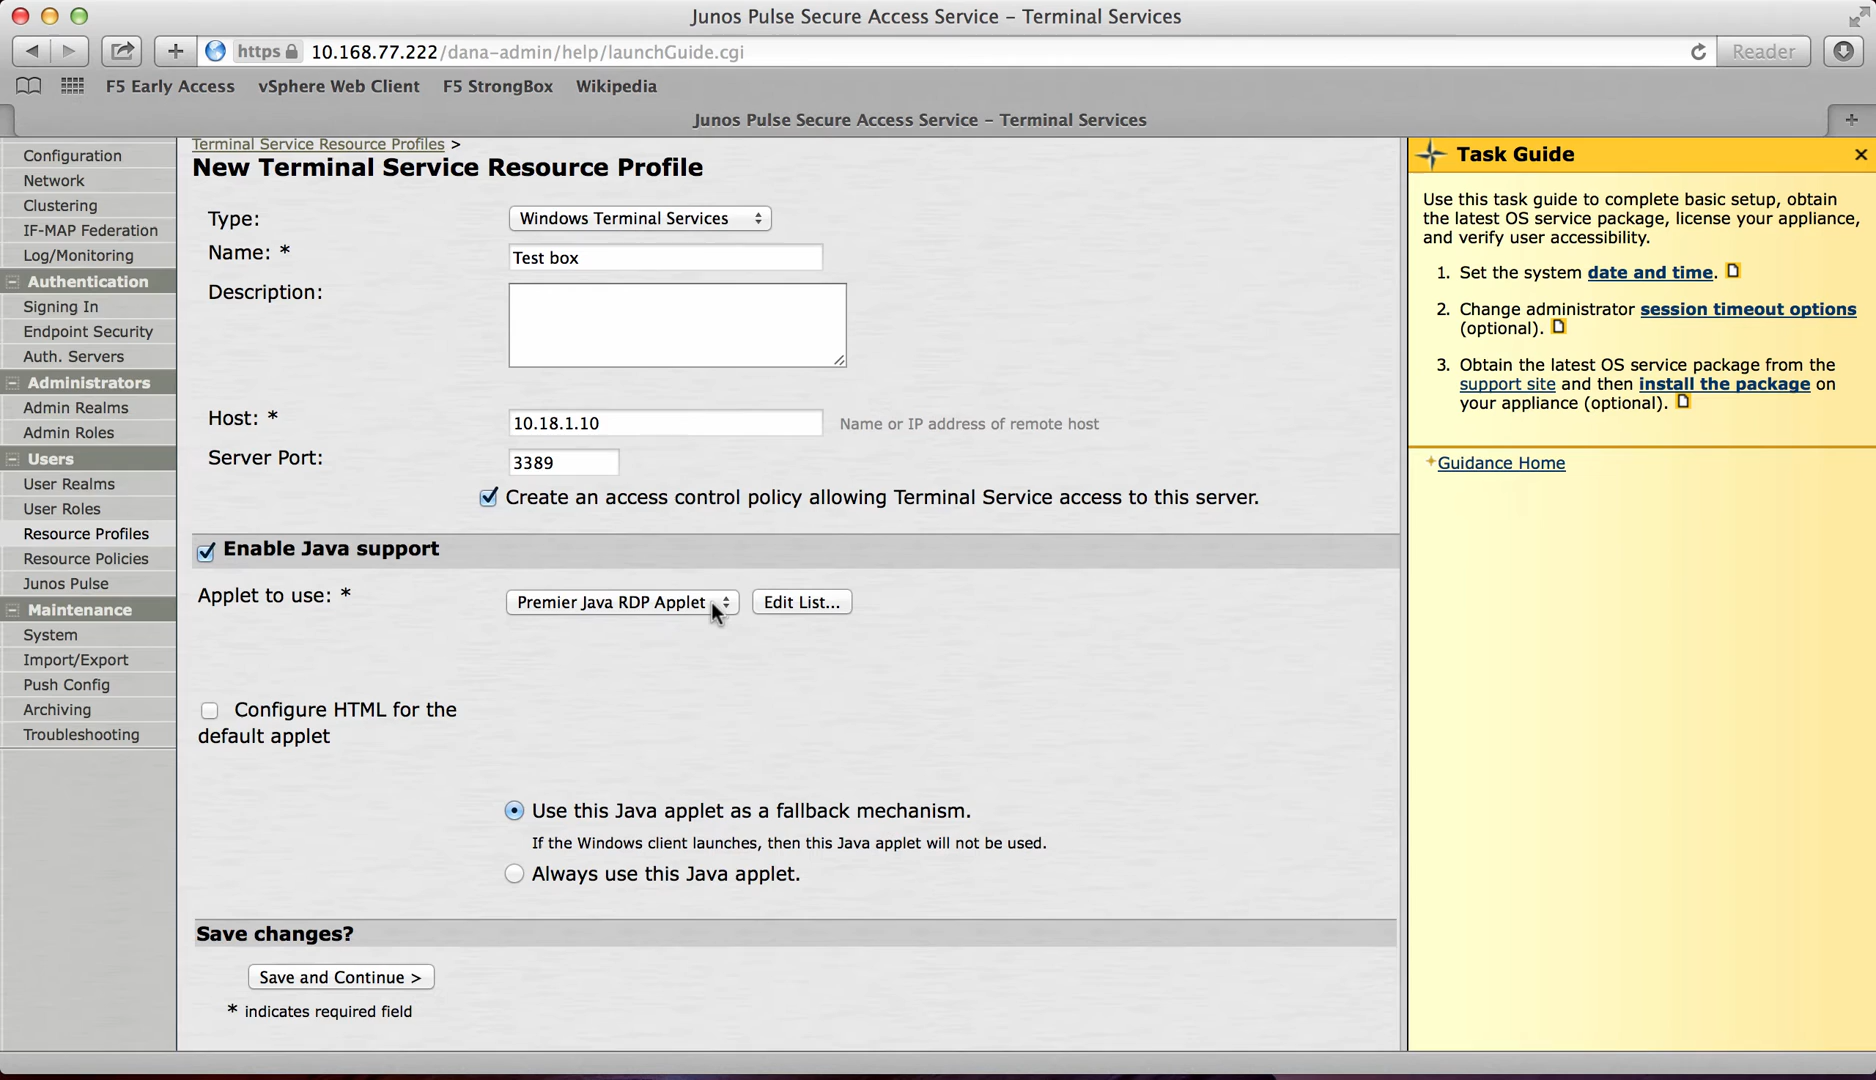 Junos Pulse Secure Access Service – Terminal Services
https 10.168.77.222/dana-admin/help/launchGuide.cgi
Reader
F5 Early Access vSphere Web Client F5 StrongBox Wikipedia
Junos Pulse Secure Access Service – Terminal Services
Configuration
Network
Clustering
IF-MAP Federation
Log/Monitoring
Authentication
Signing In
Endpoint Security
Auth. Servers
Administrators
Admin Realms
Admin Roles
Users
User Realms
User Roles
Resource Profiles
Resource Policies
Junos Pulse
Maintenance
System
Import/Export
Push Config
Archiving
Troubleshooting
Terminal Service Resource Profiles >
New Terminal Service Resource Profile
Type: Windows Terminal Services
Name: * Test box
Description:
Host: * 10.18.1.10 Name or IP address of remote host
Server Port: 3389
Create an access control policy allowing Terminal Service access to this server.
Enable Java support
Applet to use: * Premier Java RDP Applet Edit List...
Configure HTML for the
default applet
Use this Java applet as a fallback mechanism.
If the Windows client launches, then this Java applet will not be used.
Always use this Java applet.
Save changes?
Save and Continue >
* indicates required field
Task Guide
Use this task guide to complete basic setup, obtain
the latest OS service package, license your appliance,
and verify user accessibility.
1. Set the system date and time.
2. Change administrator session timeout options
(optional).
3. Obtain the latest OS service package from the
support site and then install the package on
your appliance (optional).
Guidance Home